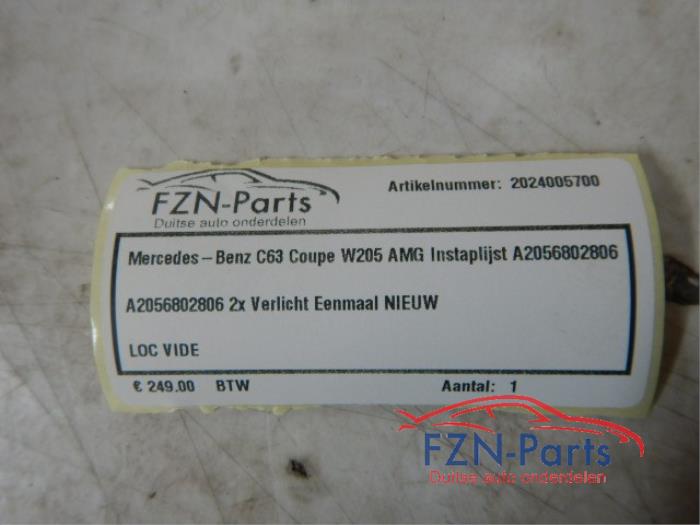 FZN-Parts
Duitse auto onderdelen
Artikelnummer: 2024005700
Mercedes-Benz C63 Coupe W205 AMG Instaplijst A2056802806
A2056802806 2x Verlicht Eenmaal NIEUW
LOC VIDE
€ 249.00 BTW Aantal: 1
FZN-Parts
Duitse auto onderdelen